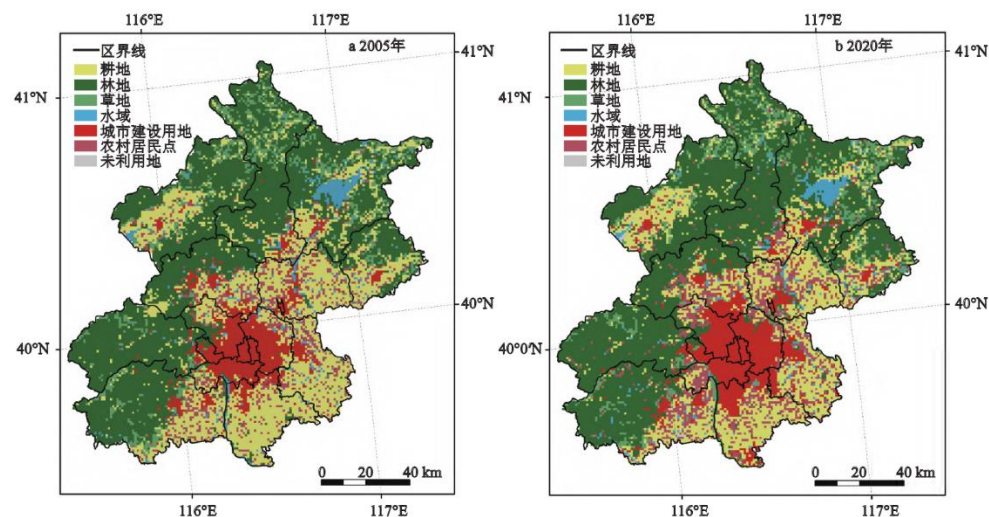 116°E
117°E
a 2005年
41°N
41°N
区界线
耕地
林地
草地
水域
城市建设用地
农村居民点
未利用地
40°N
40°N
0 20 40 km
116°E
117°E
116°E
117°E
b 2020年
41°N
41°N
区界线
耕地
林地
草地
水域
城市建设用地
农村居民点
未利用地
40°N
40°0′N
0 20 40 km
116°E
117°E